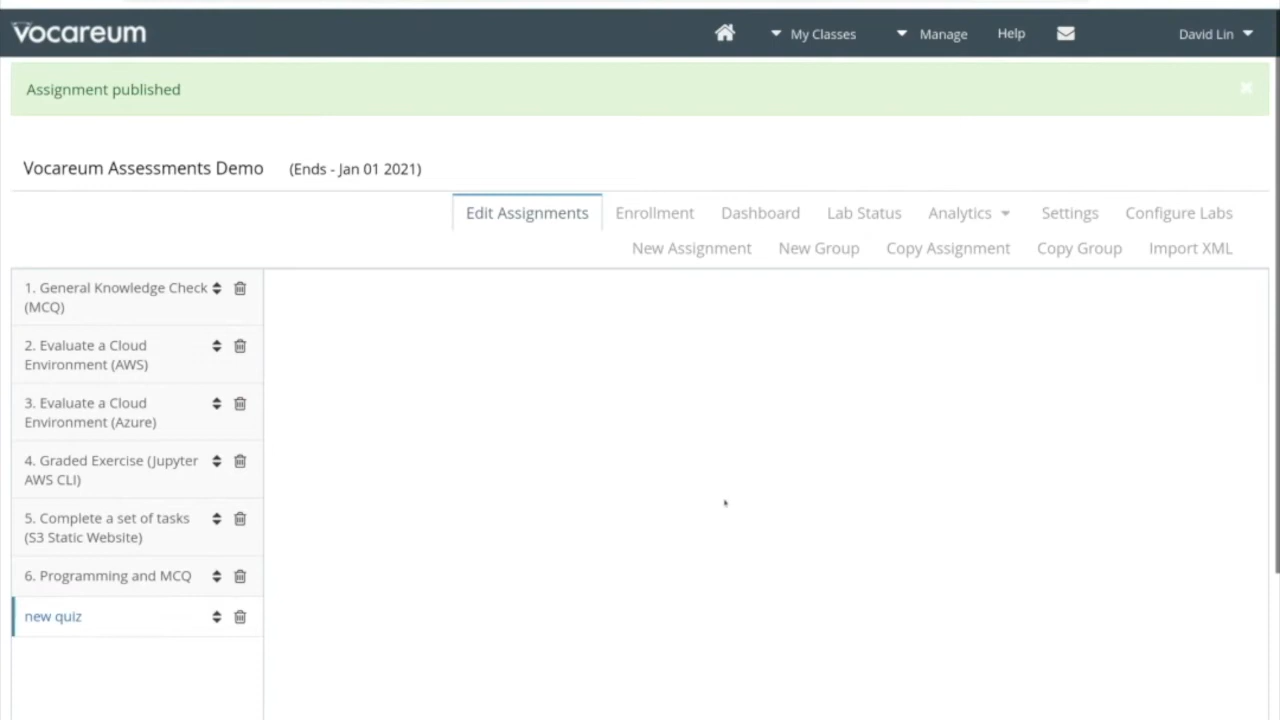 Vocareum
My Classes
Manage
Help
David Lin
Assignment published
Vocareum Assessments Demo (Ends - Jan 01 2021)
Edit Assignments Enrollment Dashboard Lab Status Analytics Settings Configure Labs
New Assignment New Group Copy Assignment Copy Group Import XML
1. General Knowledge Check
(MCQ)
2. Evaluate a Cloud
Environment (AWS)
3. Evaluate a Cloud
Environment (Azure)
4. Graded Exercise (Jupyter
AWS CLI)
5. Complete a set of tasks
(S3 Static Website)
6. Programming and MCQ
new quiz